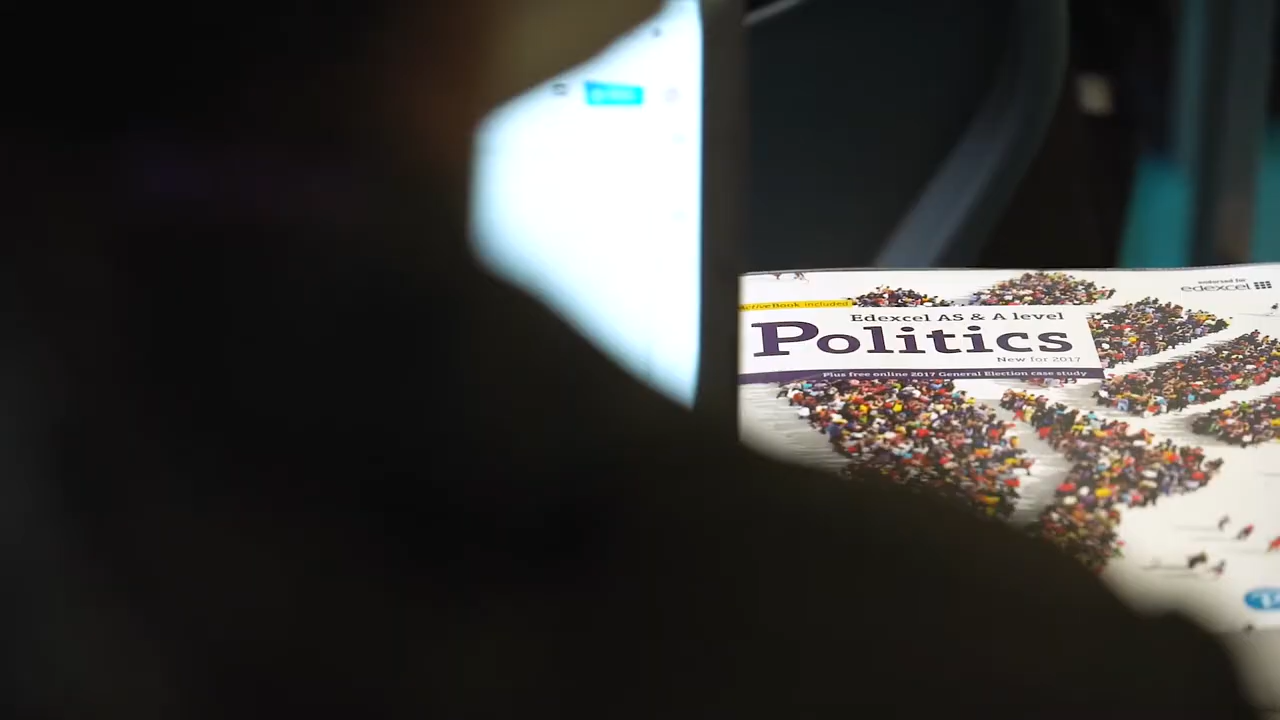 endorsed for
edexcel
ActiveBook included
Edexcel AS & A level
Politics
New for 2017
Plus free online 2017 General Election case study